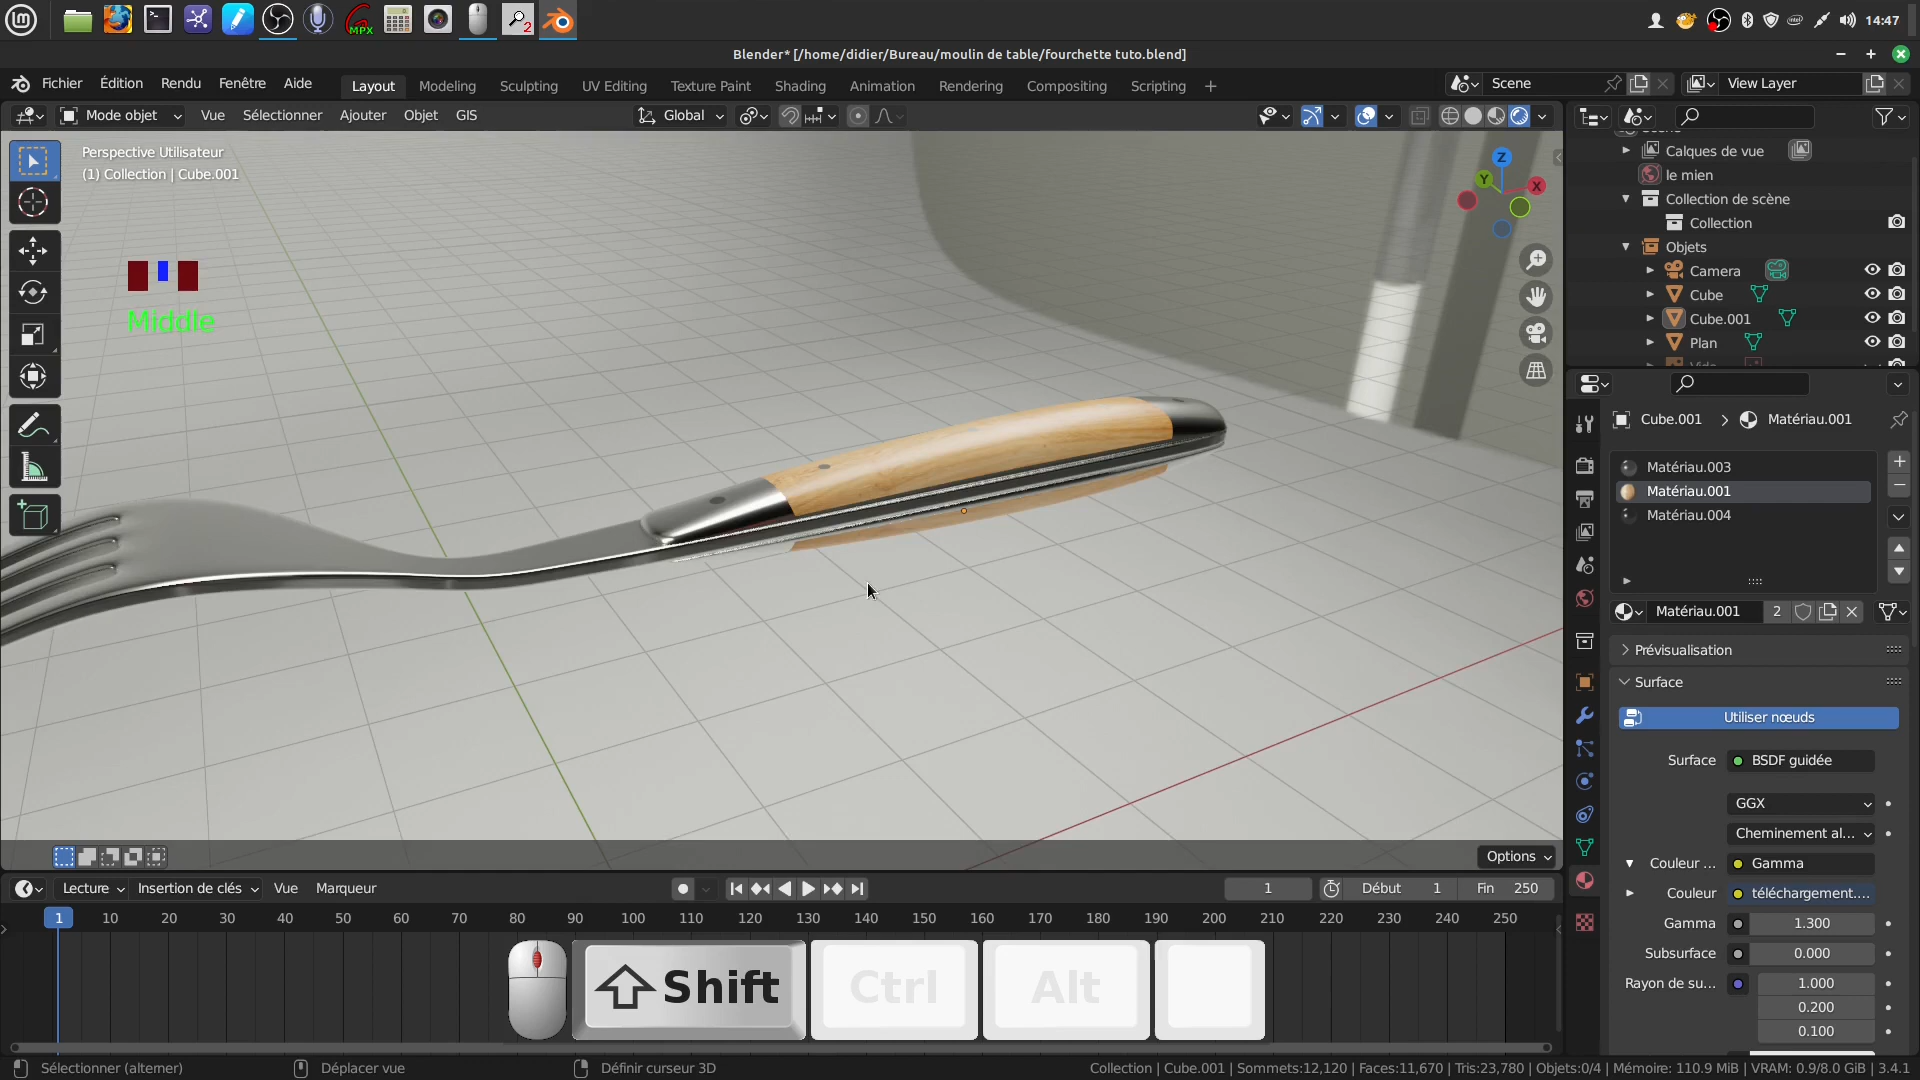 MPX
2
14:47
Blender* [/home/didier/Bureau/moulin de table/fourchette tuto.blend]
Fichier Édition Rendu Fenêtre Aide
Layout Modeling Sculpting UV Editing Texture Paint Shading Animation Rendering Compositing Scripting +
Scene View Layer
Mode objet Vue Sélectionner Ajouter Objet GIS
Global
Perspective Utilisateur
(1) Collection | Cube.001
Z
Y
X
Middle
Calques de vue
le mien
Collection de scène
Collection
Objets
Camera
Cube
Cube.001
Plan
Cube.001 > Matériau.001
Matériau.003
Matériau.001
Matériau.004
Matériau.001 2
Prévisualisation
Surface
Utiliser nœuds
Surface BSDF guidée
GGX
Cheminement al...
Couleur ... Gamma
Couleur téléchargement....
Gamma 1.300
Subsurface 0.000
Rayon de su... 1.000
0.200
0.100
Options
Lecture Insertion de clés Vue Marqueur
1 Début 1 Fin 250
1 10 20 30 40 50 60 70 80 90 100 110 120 130 140 150 160 170 180 190 200 210 220 230 240 250
Shift Ctrl Alt
Sélectionner (alterner) Déplacer vue Définir curseur 3D
Collection | Cube.001 | Sommets:12,120 | Faces:11,670 | Tris:23,780 | Objets:0/4 | Mémoire: 110.9 MiB | VRAM: 0.9/8.0 GiB | 3.4.1